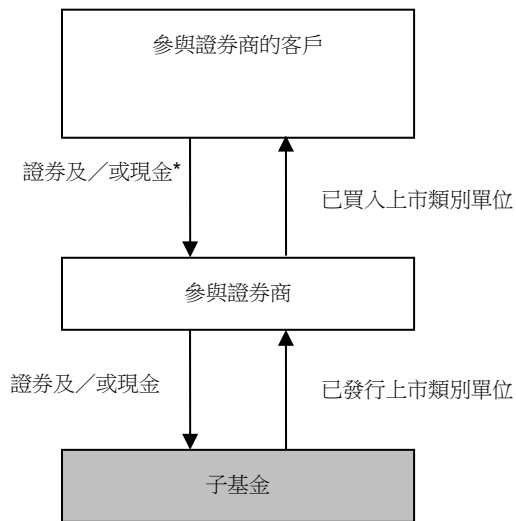 參與證券商的客戶
證券及／或現金*
已買入上市類別單位
參與證券商
證券及／或現金
已發行上市類別單位
子基金